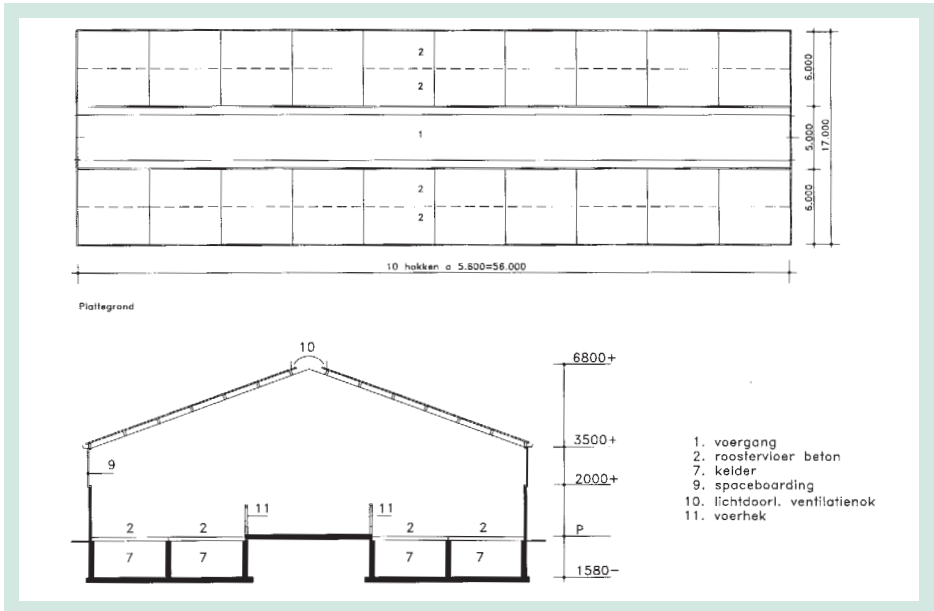 2
2
6.000
1
5.000
17.000
2
2
6.000
10 hokken a 5.600=56.000
Plattegrond
10
6800+
3500+
9
2000+
11
11
2
2
2
2
P
7
7
7
7
1580-
1. voergang
2. roostervloer beton
7. kelder
9. spaceboarding
10. lichtdoorl. ventilatienok
11. voerhek